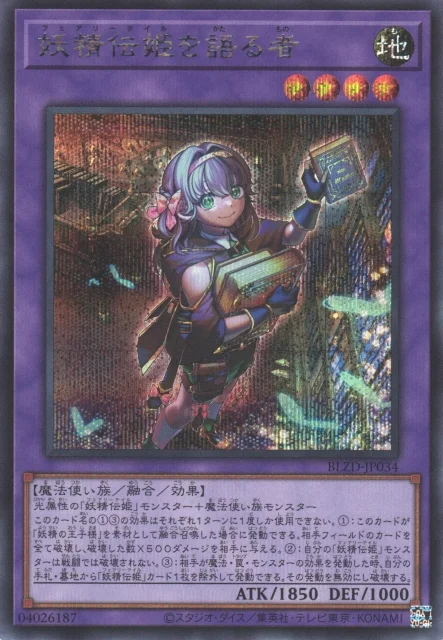 フェアリーテイル かた もの
妖精伝姫を語る者
地
BLZD-JP034
【魔法使い族／融合／効果】
光属性の「妖精伝姫」モンスター＋魔法使い族モンスター
このカード名の①③の効果はそれぞれ1ターンに1度しか使用できない。①：このカードが
「妖精の王子様」を素材として融合召喚した場合に発動できる。相手フィールドのカードを
全て破壊し、破壊した数×500ダメージを相手に与える。②：自分の「妖精伝姫」モンス
ターは戦闘では破壊されない。③：相手が魔法・罠・モンスターの効果を発動した時、自分の
手札・墓地から「妖精伝姫」カード1枚を除外して発動できる。その発動を無効にし破壊する。
ATK/1850 DEF/1000
04026187
©スタジオ・ダイス／集英社・テレビ東京・KONAMI